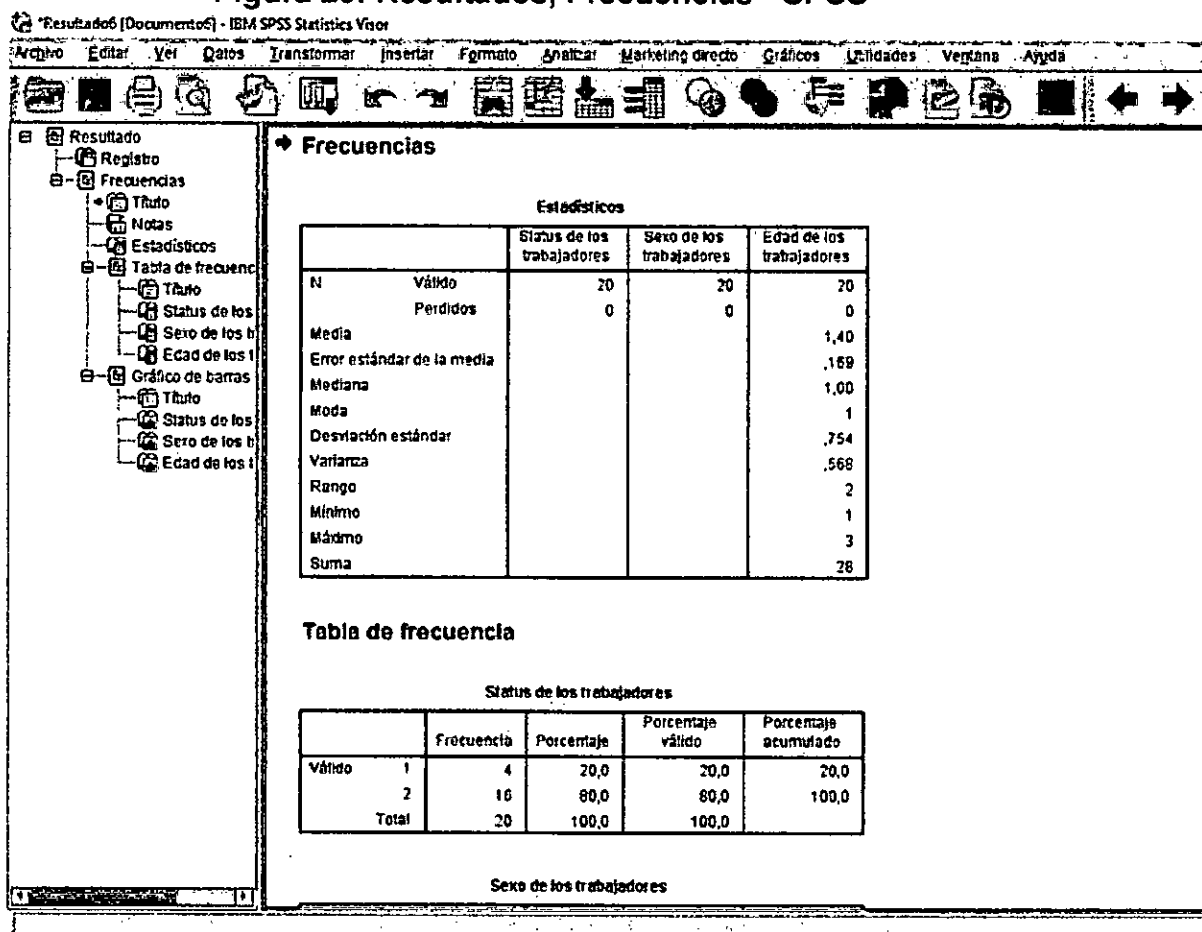 Resultados, Frecuencias - SPSS
*Resultado6 [Documento6] - IBM SPSS Statistics Visor
Archivo Editar Ver Datos Transformar Insertar Formato Analizar Marketing directo Gráficos Utilidades Ventana Ayuda
Resultado
Registro
Frecuencias
Título
Notas
Estadísticos
Tabla de frecuenc
Título
Status de los
Sexo de los t
Edad de los t
Gráfico de barras
Título
Status de los
Sexo de los t
Edad de los t
Frecuencias
Estadísticos
Status de los trabajadores Sexo de los trabajadores Edad de los trabajadores
N Válido 20 20 20
Perdidos 0 0 0
Media 1,40
Error estándar de la media ,169
Mediana 1,00
Moda 1
Desviación estándar ,754
Varianza ,568
Rango 2
Mínimo 1
Máximo 3
Suma 28
Tabla de frecuencia
Status de los trabajadores
Frecuencia Porcentaje Porcentaje válido Porcentaje acumulado
Válido 1 4 20,0 20,0 20,0
2 16 80,0 80,0 100,0
Total 20 100,0 100,0
Sexo de los trabajadores